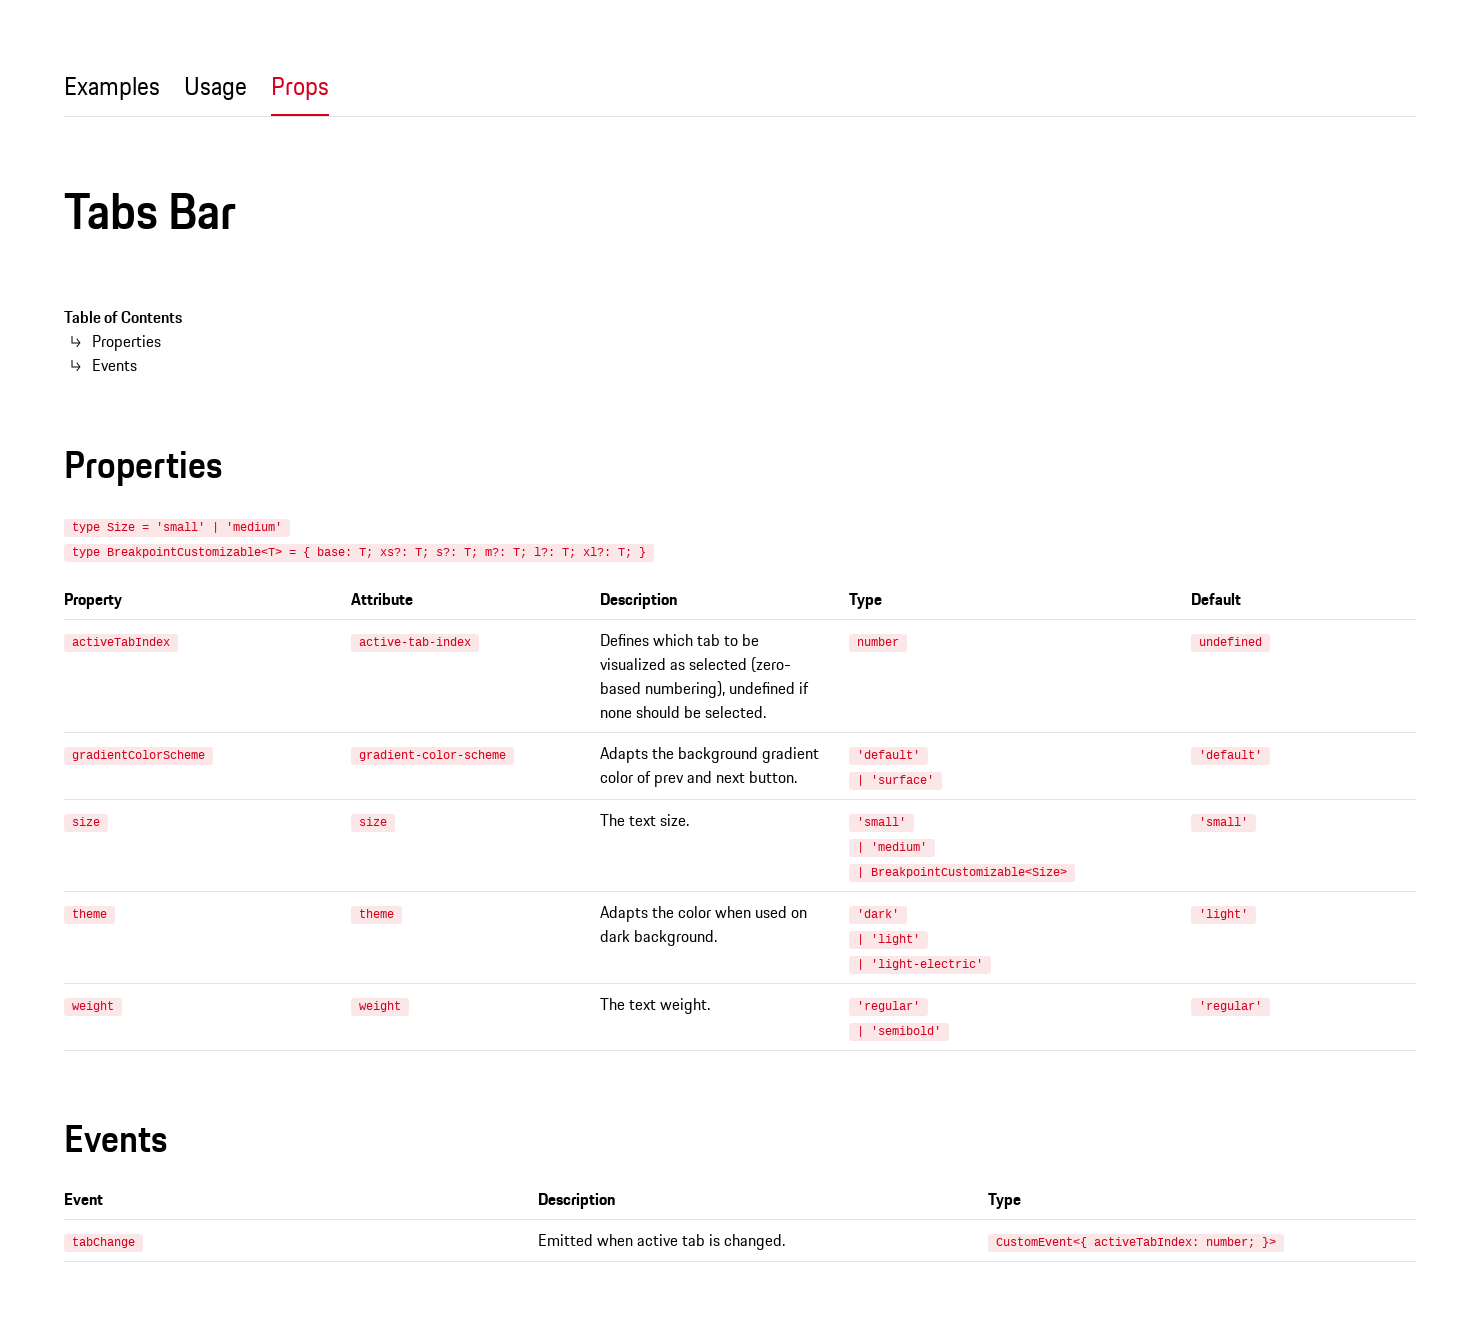 Examples Usage Props
Tabs Bar
Table of Contents
↳ Properties
↳ Events
Properties
type Size = 'small' | 'medium'
type BreakpointCustomizable<T> = { base: T; xs?: T; s?: T; m?: T; l?: T; xl?: T; }
Property Attribute Description Type Default
activeTabIndex active-tab-index Defines which tab to be number undefined
visualized as selected (zero-
based numbering), undefined if
none should be selected.
gradientColorScheme gradient-color-scheme Adapts the background gradient 'default' 'default'
color of prev and next button. | 'surface'
size size The text size. 'small' 'small'
| 'medium'
| BreakpointCustomizable<Size>
theme theme Adapts the color when used on 'dark' 'light'
dark background. | 'light'
| 'light-electric'
weight weight The text weight. 'regular' 'regular'
| 'semibold'
Events
Event Description Type
tabChange Emitted when active tab is changed. CustomEvent<{ activeTabIndex: number; }>